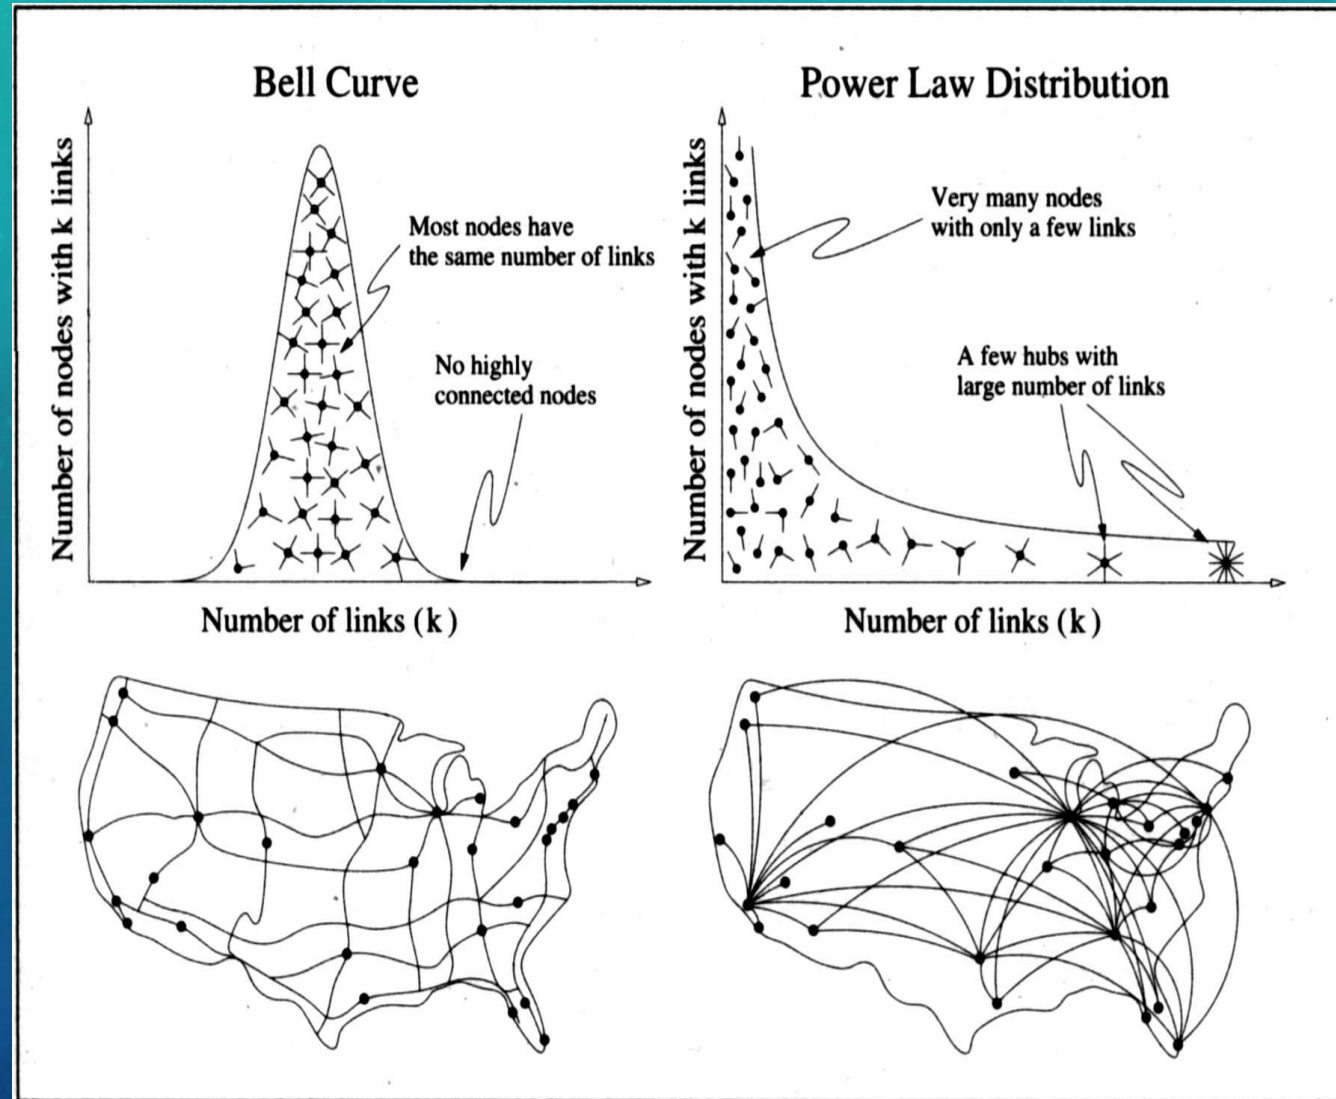 Bell Curve
Number of nodes with k links
Most nodes have
the same number of links
No highly
connected nodes
Number of links (k)
Power Law Distribution
Number of nodes with k links
Very many nodes
with only a few links
A few hubs with
large number of links
Number of links (k)